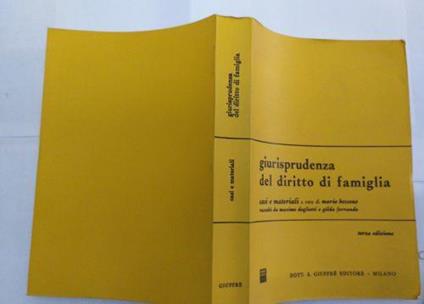 giurisprudenza
del diritto di famiglia
casi e materiali
GIUFFRÈ
giurisprudenza
del diritto di famiglia
casi e materiali a cura di mario bessone
raccolti da massimo dogliotti e gilda ferrando
terza edizione
DOTT. A. GIUFFRÈ EDITORE - MILANO